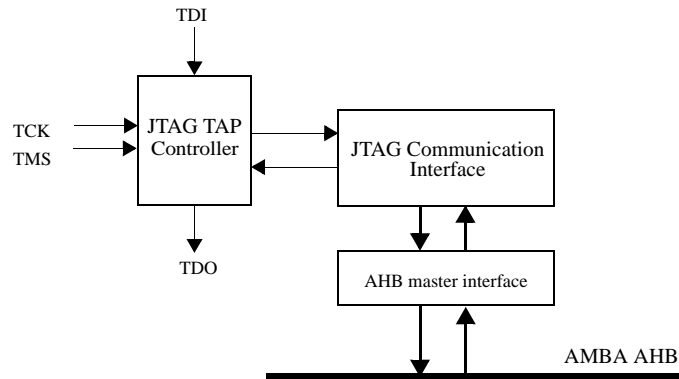 TDI
JTAG TAP
Controller
TCK
TMS
TDO
JTAG Communication
Interface
AHB master interface
AMBA AHB